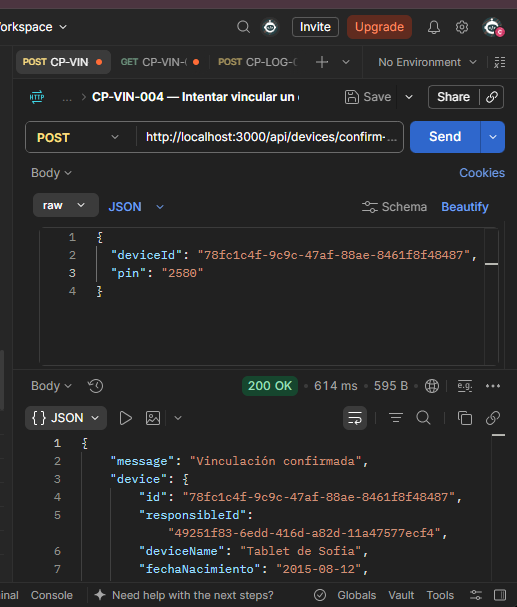 orkspace
Invite
Upgrade
POST CP-VIN
GET CP-VIN-(
POST CP-LOG-(
No Environment
HTTP
... > CP-VIN-004 — Intentar vincular un
Save
Share
POST
http://localhost:3000/api/devices/confirm-...
Send
Body
Cookies
raw
JSON
Schema
Beautify
1 {
2 "deviceId": "78fc1c4f-9c9c-47af-88ae-8461f8f48487",
3 "pin": "2580"
4 }
Body
200 OK • 614 ms • 595 B
e.g.
{} JSON
1 {
2 "message": "Vinculación confirmada",
3 "device": {
4 "id": "78fc1c4f-9c9c-47af-88ae-8461f8f48487",
5 "responsibleId":
"49251f83-6edd-416d-a82d-11a47577ecf4",
6 "deviceName": "Tablet de Sofia",
7 "fechaNacimiento": "2015-08-12",
inal
Console
Need help with the next steps?
Globals
Vault
Tools